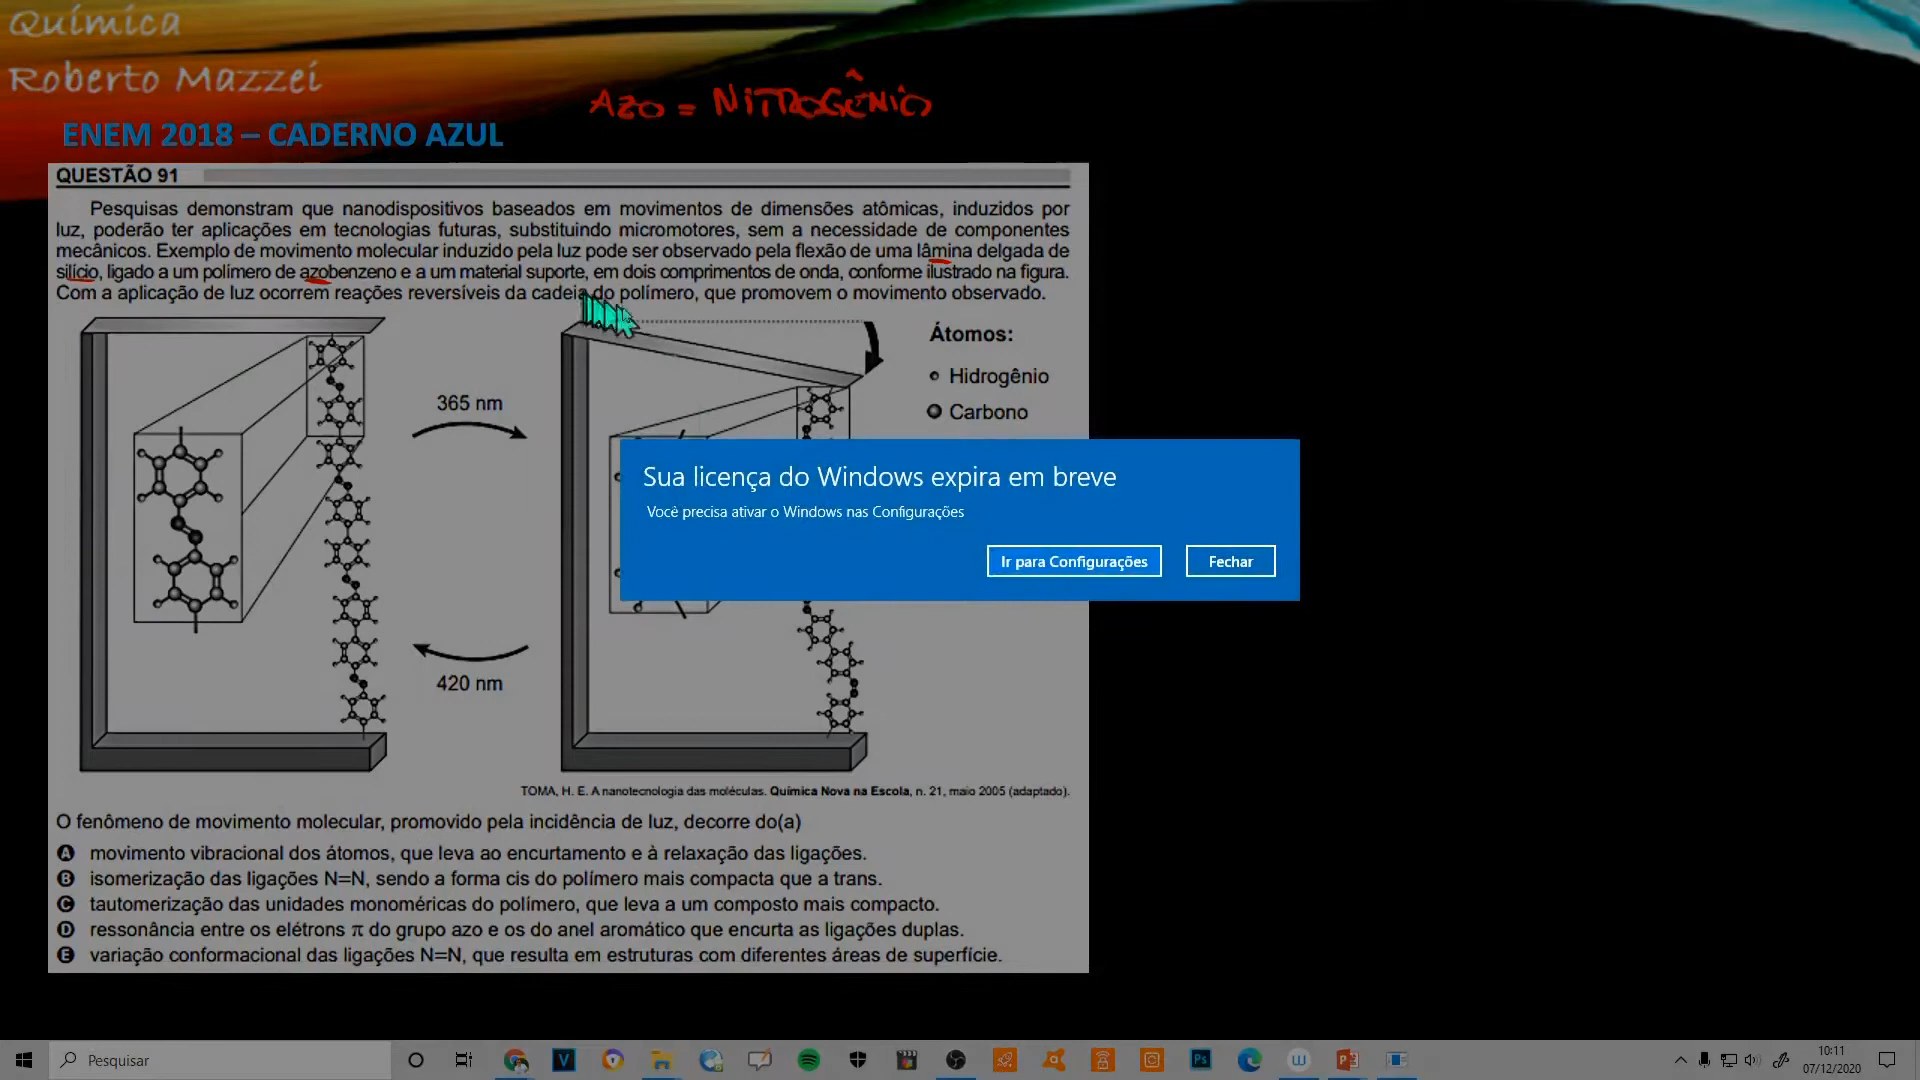 Química
Roberto Mazzei
AZO = NITROGÊNIO
ENEM 2018 – CADERNO AZUL
QUESTÃO 91
Pesquisas demonstram que nanodispositivos baseados em movimentos de dimensões atômicas, induzidos por
luz, poderão ter aplicações em tecnologias futuras, substituindo micromotores, sem a necessidade de componentes
mecânicos. Exemplo de movimento molecular induzido pela luz pode ser observado pela flexão de uma lâmina delgada de
silício, ligado a um polímero de azobenzeno e a um material suporte, em dois comprimentos de onda, conforme ilustrado na figura.
Com a aplicação de luz ocorrem reações reversíveis da cadeia do polímero, que promovem o movimento observado.
365 nm
420 nm
Átomos:
Hidrogênio
Carbono
Sua licença do Windows expira em breve
Você precisa ativar o Windows nas Configurações
Ir para Configurações
Fechar
TOMA, H. E. A nanotecnologia das moléculas. Química Nova na Escola, n. 21, maio 2005 (adaptado).
O fenômeno de movimento molecular, promovido pela incidência de luz, decorre do(a)
A movimento vibracional dos átomos, que leva ao encurtamento e à relaxação das ligações.
B isomerização das ligações N=N, sendo a forma cis do polímero mais compacta que a trans.
C tautomerização das unidades monoméricas do polímero, que leva a um composto mais compacto.
D ressonância entre os elétrons π do grupo azo e os do anel aromático que encurta as ligações duplas.
E variação conformacional das ligações N=N, que resulta em estruturas com diferentes áreas de superfície.
Pesquisar
10:11
07/12/2020